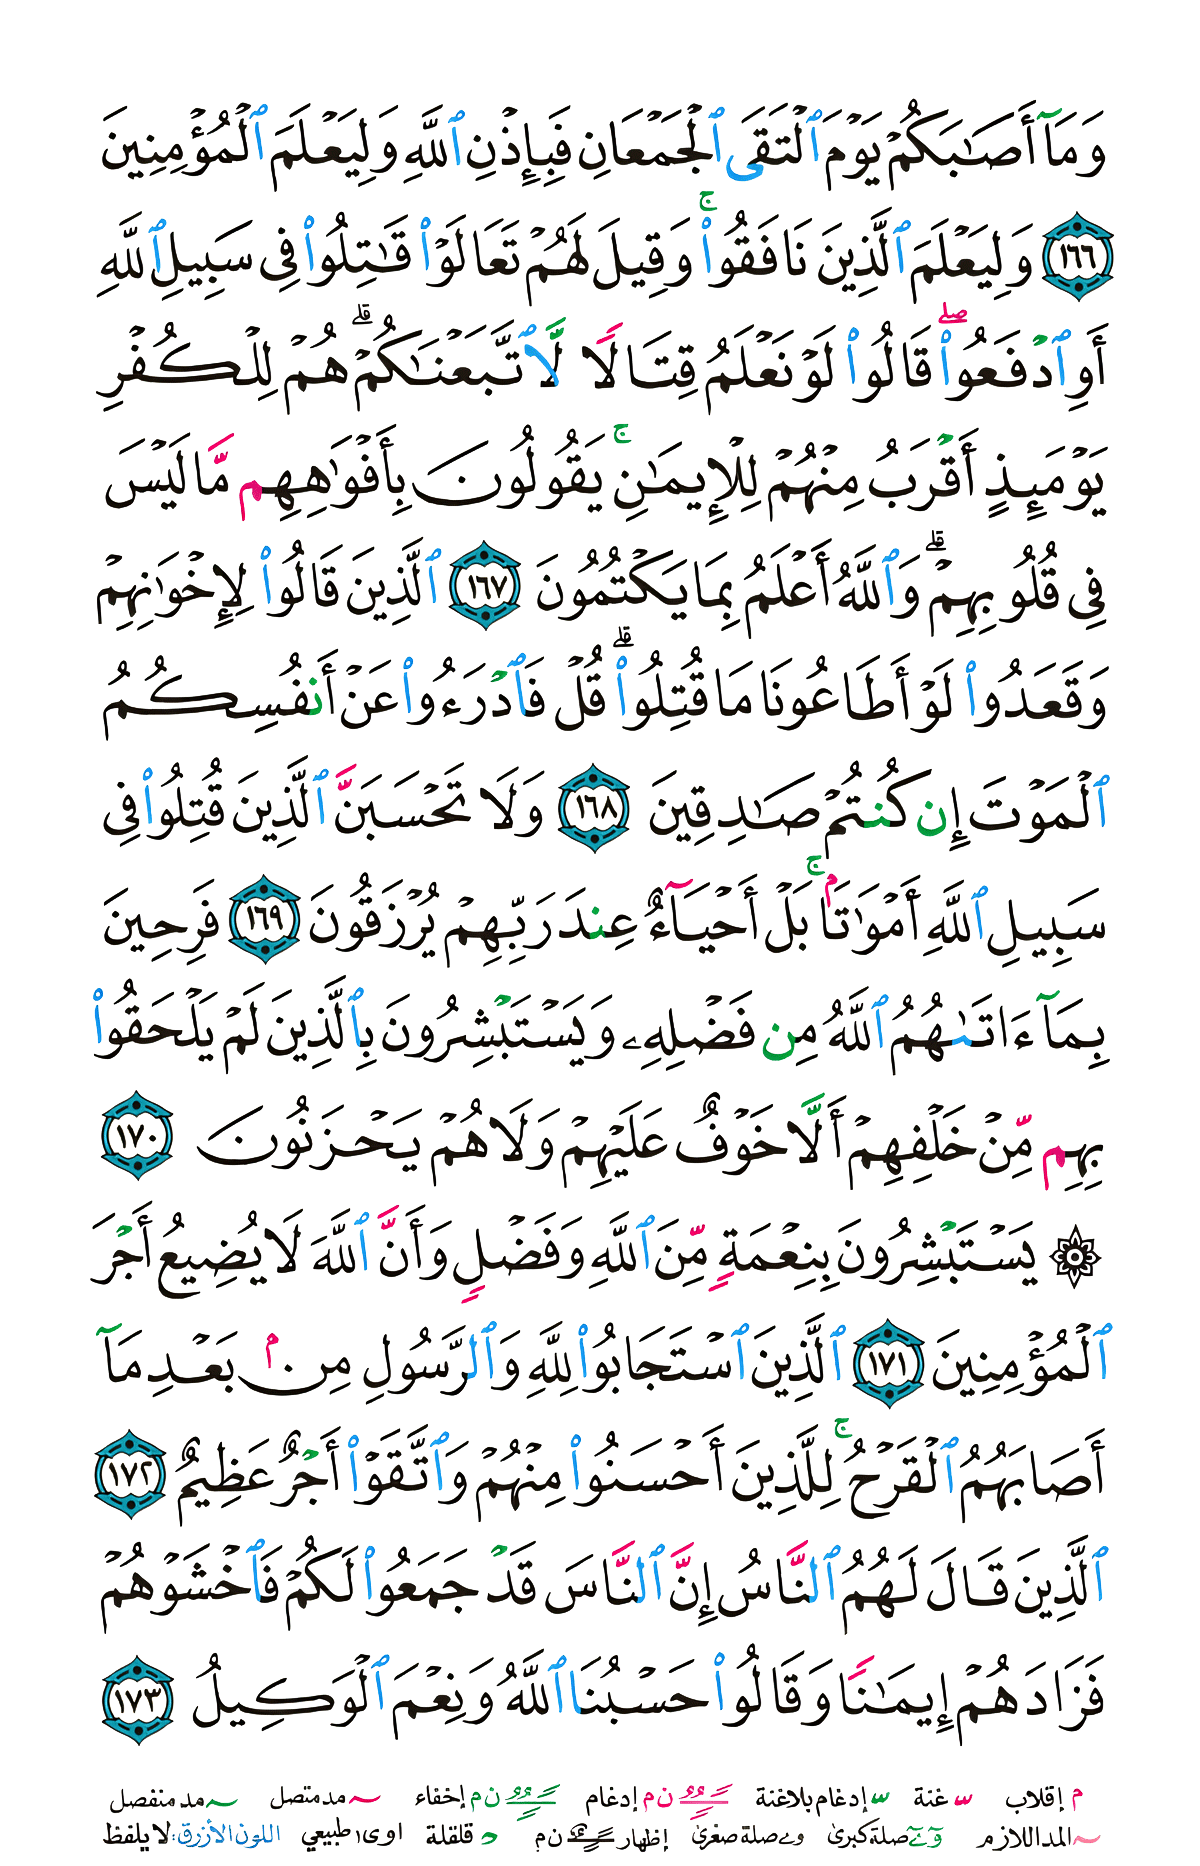 وَمَآ أَصَٰبَكُمْ يَوْمَ ٱلْتَقَى ٱلْجَمْعَانِ فَبِإِذْنِ ٱللَّهِ وَلِيَعْلَمَ ٱلْمُؤْمِنِينَ
١٦٦ وَلِيَعْلَمَ ٱلَّذِينَ نَافَقُوا۟ ۚ وَقِيلَ لَهُمْ تَعَالَوْا۟ قَٰتِلُوا۟ فِى سَبِيلِ ٱللَّهِ
أَوِ ٱدْفَعُوا۟ ۖ قَالُوا۟ لَوْ نَعْلَمُ قِتَالًا لَّٱتَّبَعْنَٰكُمْ ۗ هُمْ لِلْكُفْرِ
يَوْمَئِذٍ أَقْرَبُ مِنْهُمْ لِلْإِيمَٰنِ ۚ يَقُولُونَ بِأَفْوَٰهِهِم مَّا لَيْسَ
فِى قُلُوبِهِمْ ۗ وَٱللَّهُ أَعْلَمُ بِمَا يَكْتُمُونَ ١٦٧ ٱلَّذِينَ قَالُوا۟ لِإِخْوَٰنِهِمْ
وَقَعَدُوا۟ لَوْ أَطَاعُونَا مَا قُتِلُوا۟ ۗ قُلْ فَٱدْرَءُوا۟ عَنْ أَنفُسِكُمُ
ٱلْمَوْتَ إِن كُنتُمْ صَٰدِقِينَ ١٦٨ وَلَا تَحْسَبَنَّ ٱلَّذِينَ قُتِلُوا۟ فِى
سَبِيلِ ٱللَّهِ أَمْوَٰتَۢا ۚ بَلْ أَحْيَآءٌ عِندَ رَبِّهِمْ يُرْزَقُونَ ١٦٩ فَرِحِينَ
بِمَآ ءَاتَىٰهُمُ ٱللَّهُ مِن فَضْلِهِۦ وَيَسْتَبْشِرُونَ بِٱلَّذِينَ لَمْ يَلْحَقُوا۟
بِهِم مِّنْ خَلْفِهِمْ أَلَّا خَوْفٌ عَلَيْهِمْ وَلَا هُمْ يَحْزَنُونَ ١٧٠
۞ يَسْتَبْشِرُونَ بِنِعْمَةٍ مِّنَ ٱللَّهِ وَفَضْلٍ وَأَنَّ ٱللَّهَ لَا يُضِيعُ أَجْرَ
ٱلْمُؤْمِنِينَ ١٧١ ٱلَّذِينَ ٱسْتَجَابُوا۟ لِلَّهِ وَٱلرَّسُولِ مِنۢ بَعْدِ مَآ
أَصَابَهُمُ ٱلْقَرْحُ ۚ لِلَّذِينَ أَحْسَنُوا۟ مِنْهُمْ وَٱتَّقَوْا۟ أَجْرٌ عَظِيمٌ ١٧٢
ٱلَّذِينَ قَالَ لَهُمُ ٱلنَّاسُ إِنَّ ٱلنَّاسَ قَدْ جَمَعُوا۟ لَكُمْ فَٱخْشَوْهُمْ
فَزَادَهُمْ إِيمَٰنًا وَقَالُوا۟ حَسْبُنَا ٱللَّهُ وَنِعْمَ ٱلْوَكِيلُ ١٧٣
م إقلاب غنة إدغام بلاغنة ن م إدغام ن م إخفاء مد متصل مد منفصل
المد اللازم صلة كبرى وے صلة صغرى إظهار ن م قلقلة اوى١ طبيعي اللون الأزرق: لا يلفظ